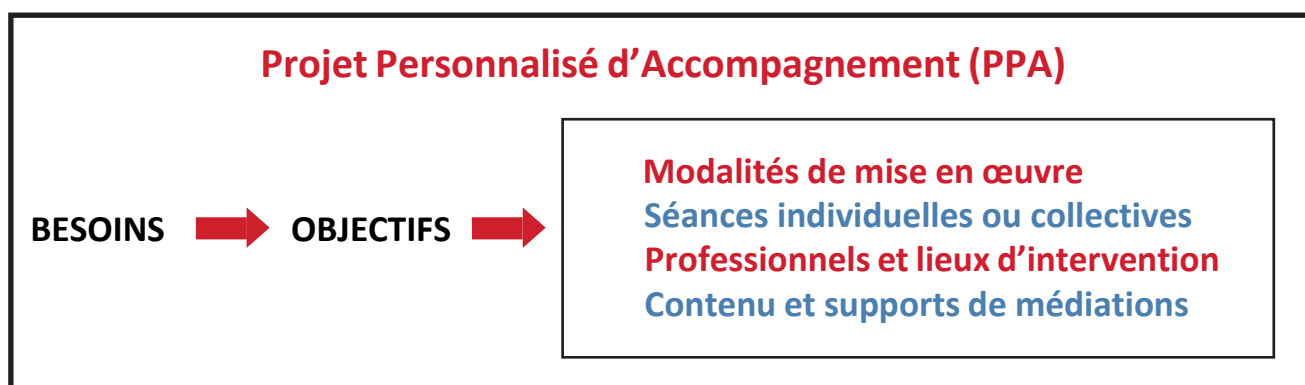 Projet Personnalisé d’Accompagnement (PPA)
BESOINS
OBJECTIFS
Modalités de mise en œuvre
Séances individuelles ou collectives
Professionnels et lieux d’intervention
Contenu et supports de médiations